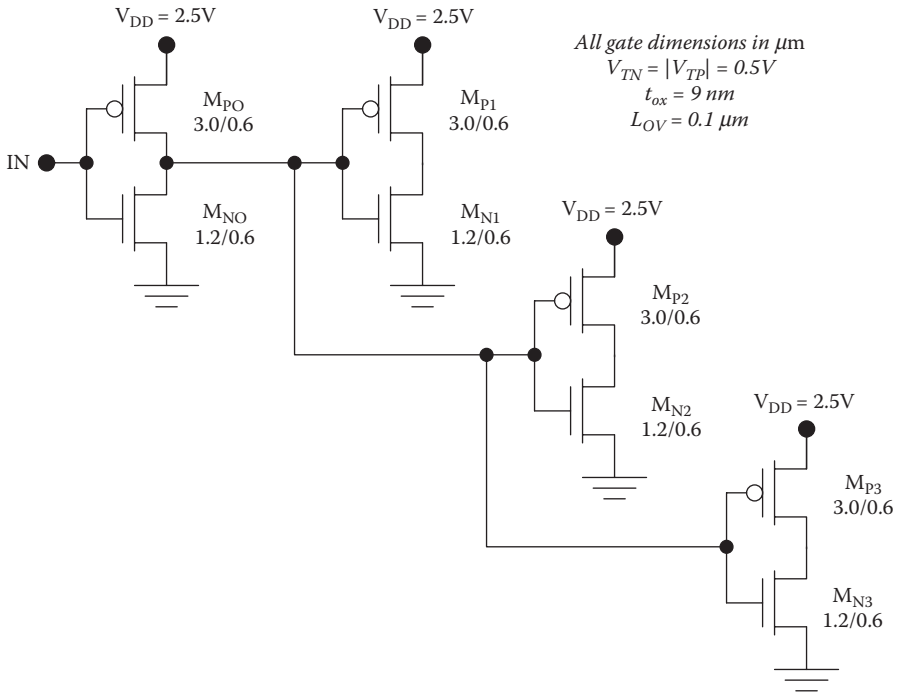 V_DD = 2.5V
V_DD = 2.5V
All gate dimensions in μm
V_TN = |V_TP| = 0.5V
t_ox = 9 nm
L_OV = 0.1 μm
M_PO
3.0/0.6
M_P1
3.0/0.6
IN
M_NO
1.2/0.6
M_N1
1.2/0.6
V_DD = 2.5V
M_P2
3.0/0.6
M_N2
1.2/0.6
V_DD = 2.5V
M_P3
3.0/0.6
M_N3
1.2/0.6